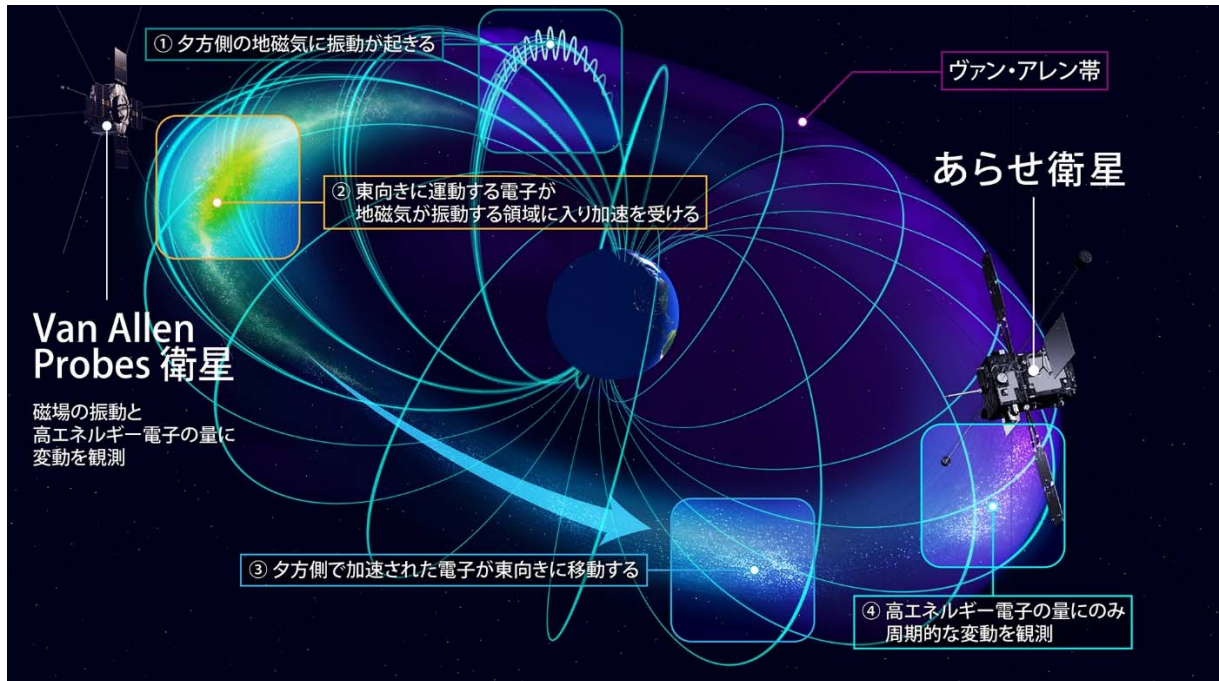 ① 夕方側の地磁気に振動が起きる
ヴァン・アレン帯
あらせ衛星
② 東向きに運動する電子が
地磁気が振動する領域に入り加速を受ける
Van Allen
Probes 衛星
磁場の振動と
高エネルギー電子の量に
変動を観測
③ 夕方側で加速された電子が東向きに移動する
④ 高エネルギー電子の量にのみ
周期的な変動を観測